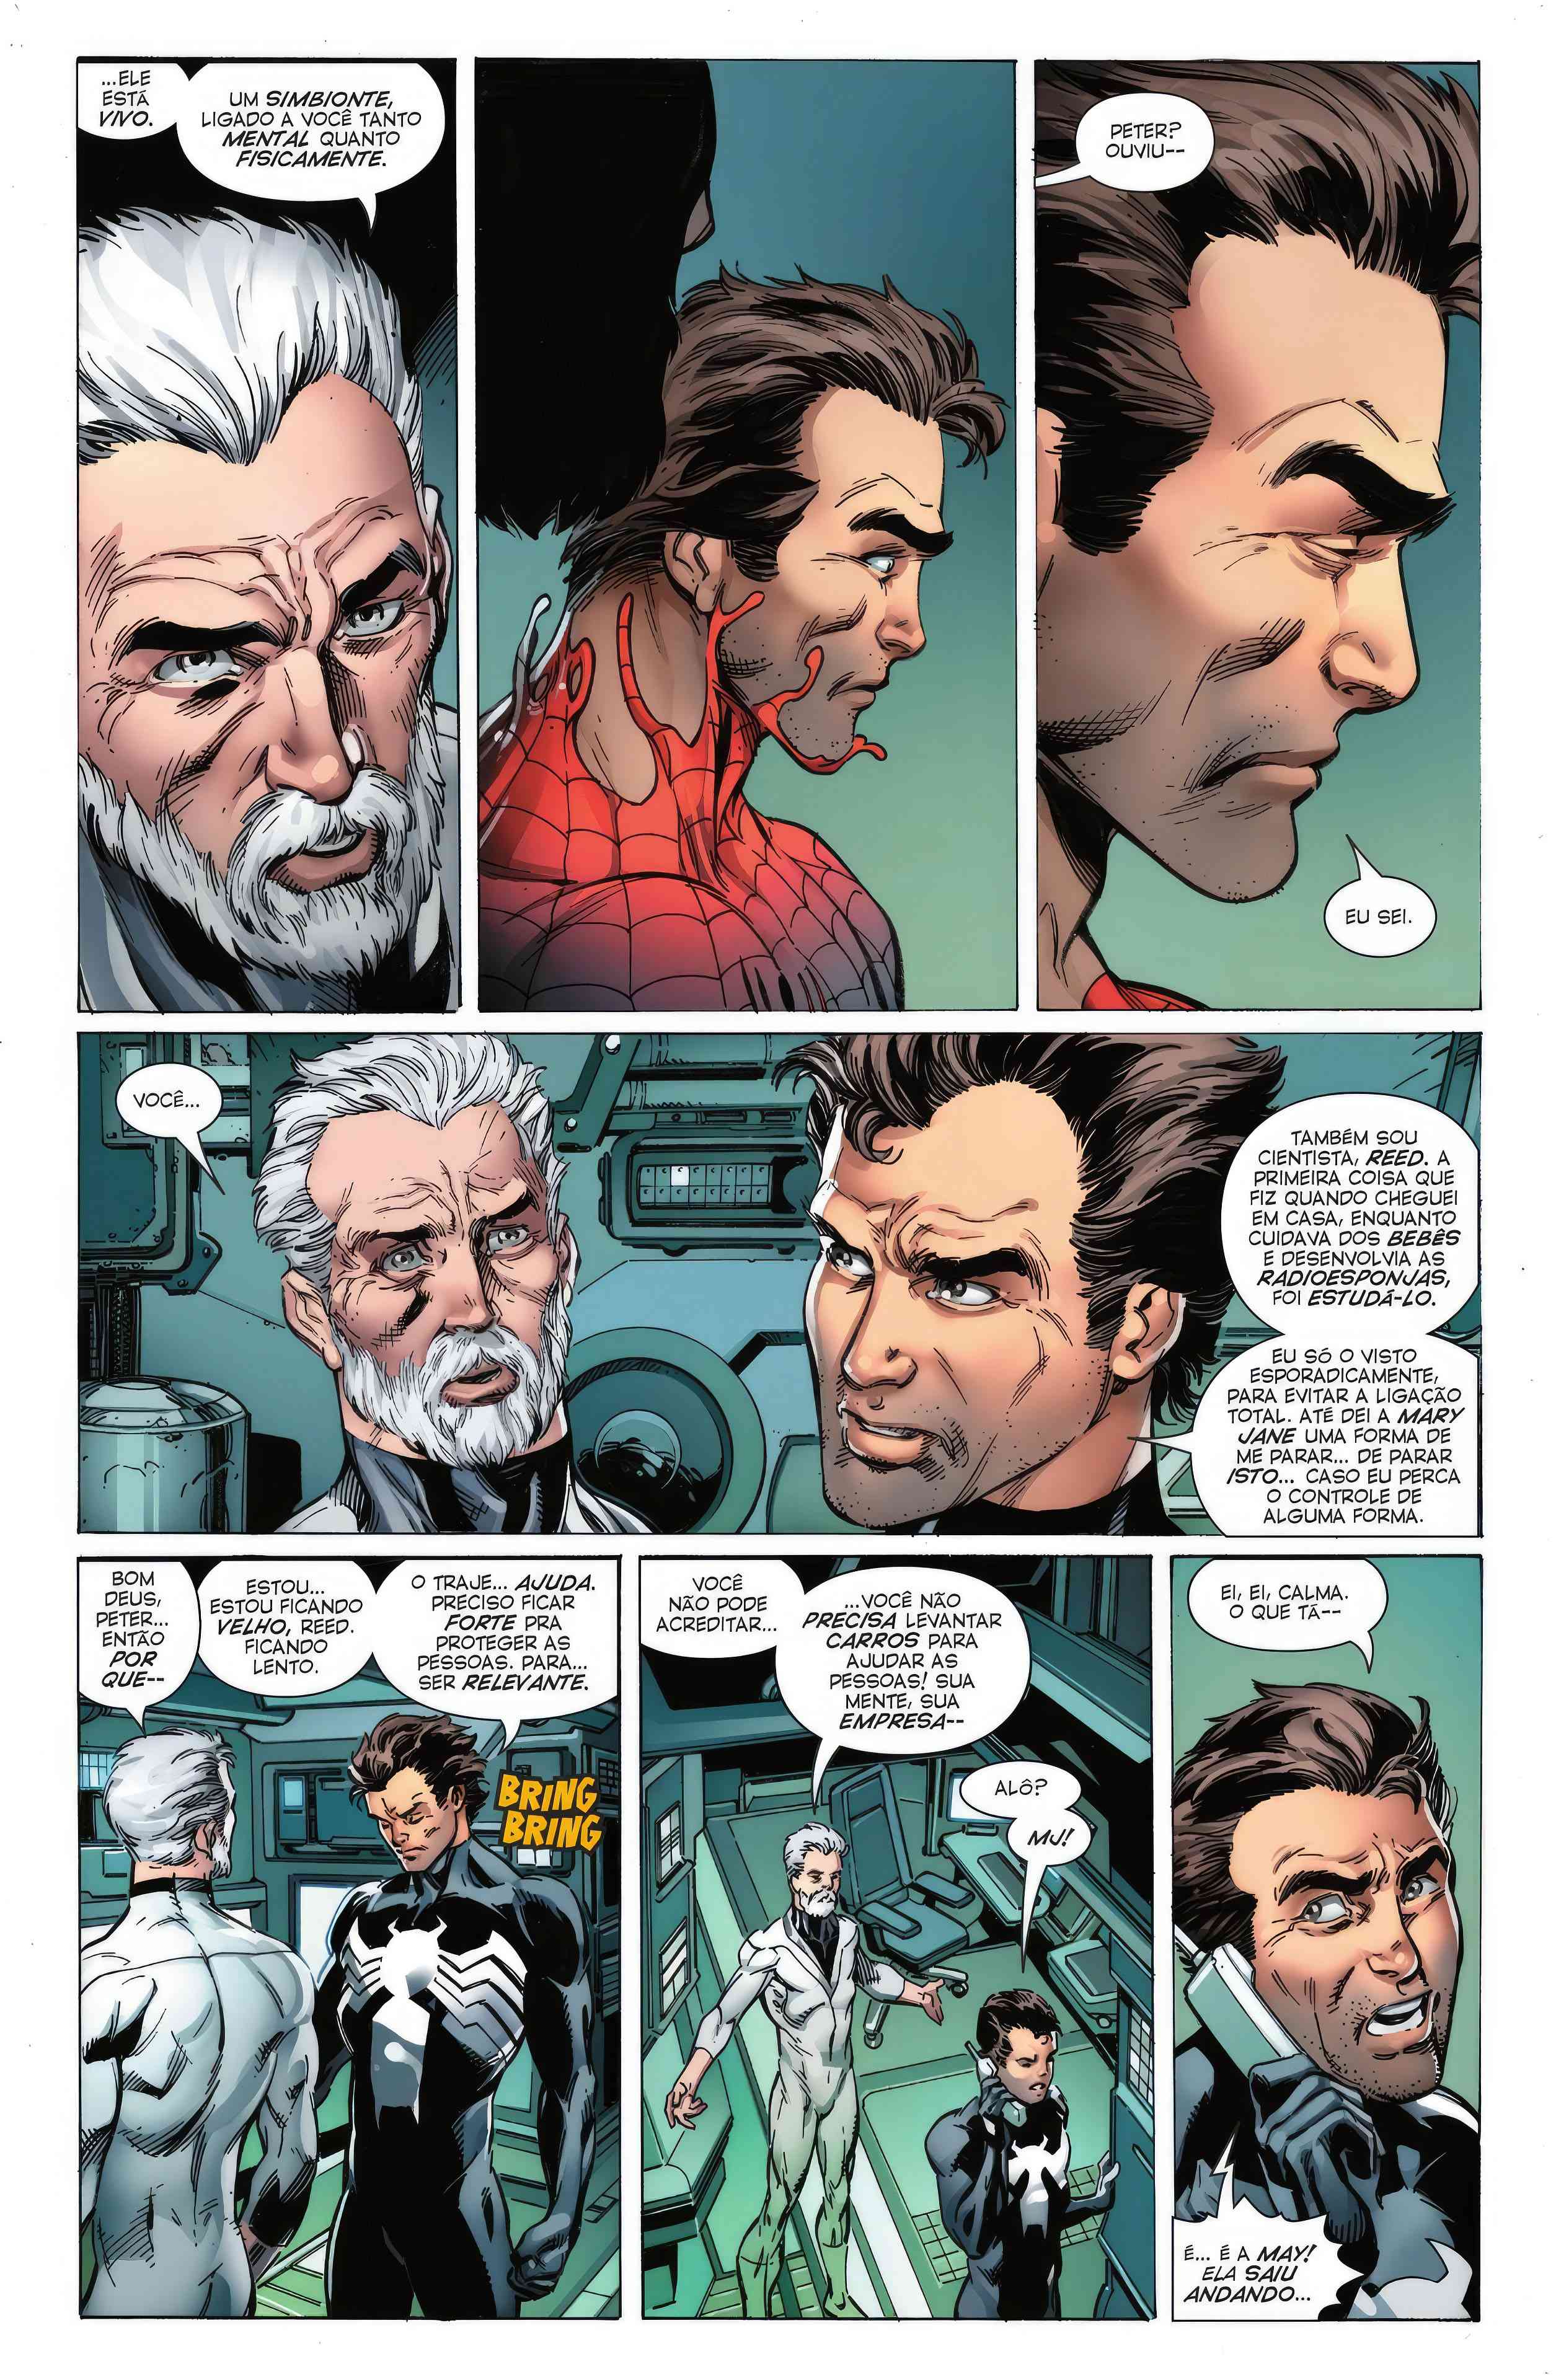 ...ELE
ESTÁ
VIVO.
UM SIMBIONTE,
LIGADO A VOCÊ TANTO
MENTAL QUANTO
FISICAMENTE.
PETER?
OUVIU--
EU SEI.
VOCÊ...
TAMBÉM SOU
CIENTISTA, REED. A
PRIMEIRA COISA QUE
FIZ QUANDO CHEGUEI
EM CASA, ENQUANTO
CUIDAVA DOS BEBÊS
E DESENVOLVIA AS
RADIOESPONJAS,
FOI ESTUDÁ-LO.
EU SÓ O VISTO
ESPORADICAMENTE,
PARA EVITAR A LIGAÇÃO
TOTAL. ATÉ DEI A MARY
JANE UMA FORMA DE
ME PARAR... DE PARAR
ISTO... CASO EU PERCA
O CONTROLE DE
ALGUMA FORMA.
BOM
DEUS,
PETER...
ENTÃO
POR
QUE--
ESTOU...
ESTOU FICANDO
VELHO, REED.
FICANDO
LENTO.
O TRAJE... AJUDA.
PRECISO FICAR
FORTE PRA
PROTEGER AS
PESSOAS. PARA...
SER RELEVANTE.
BRING
BRING
VOCÊ
NÃO PODE
ACREDITAR...
...VOCÊ NÃO
PRECISA LEVANTAR
CARROS PARA
AJUDAR AS
PESSOAS! SUA
MENTE, SUA
EMPRESA--
ALÔ?
MJ!
EI, EI, CALMA.
O QUE TÁ--
É... É A MAY!
ELA SAIU
ANDANDO...